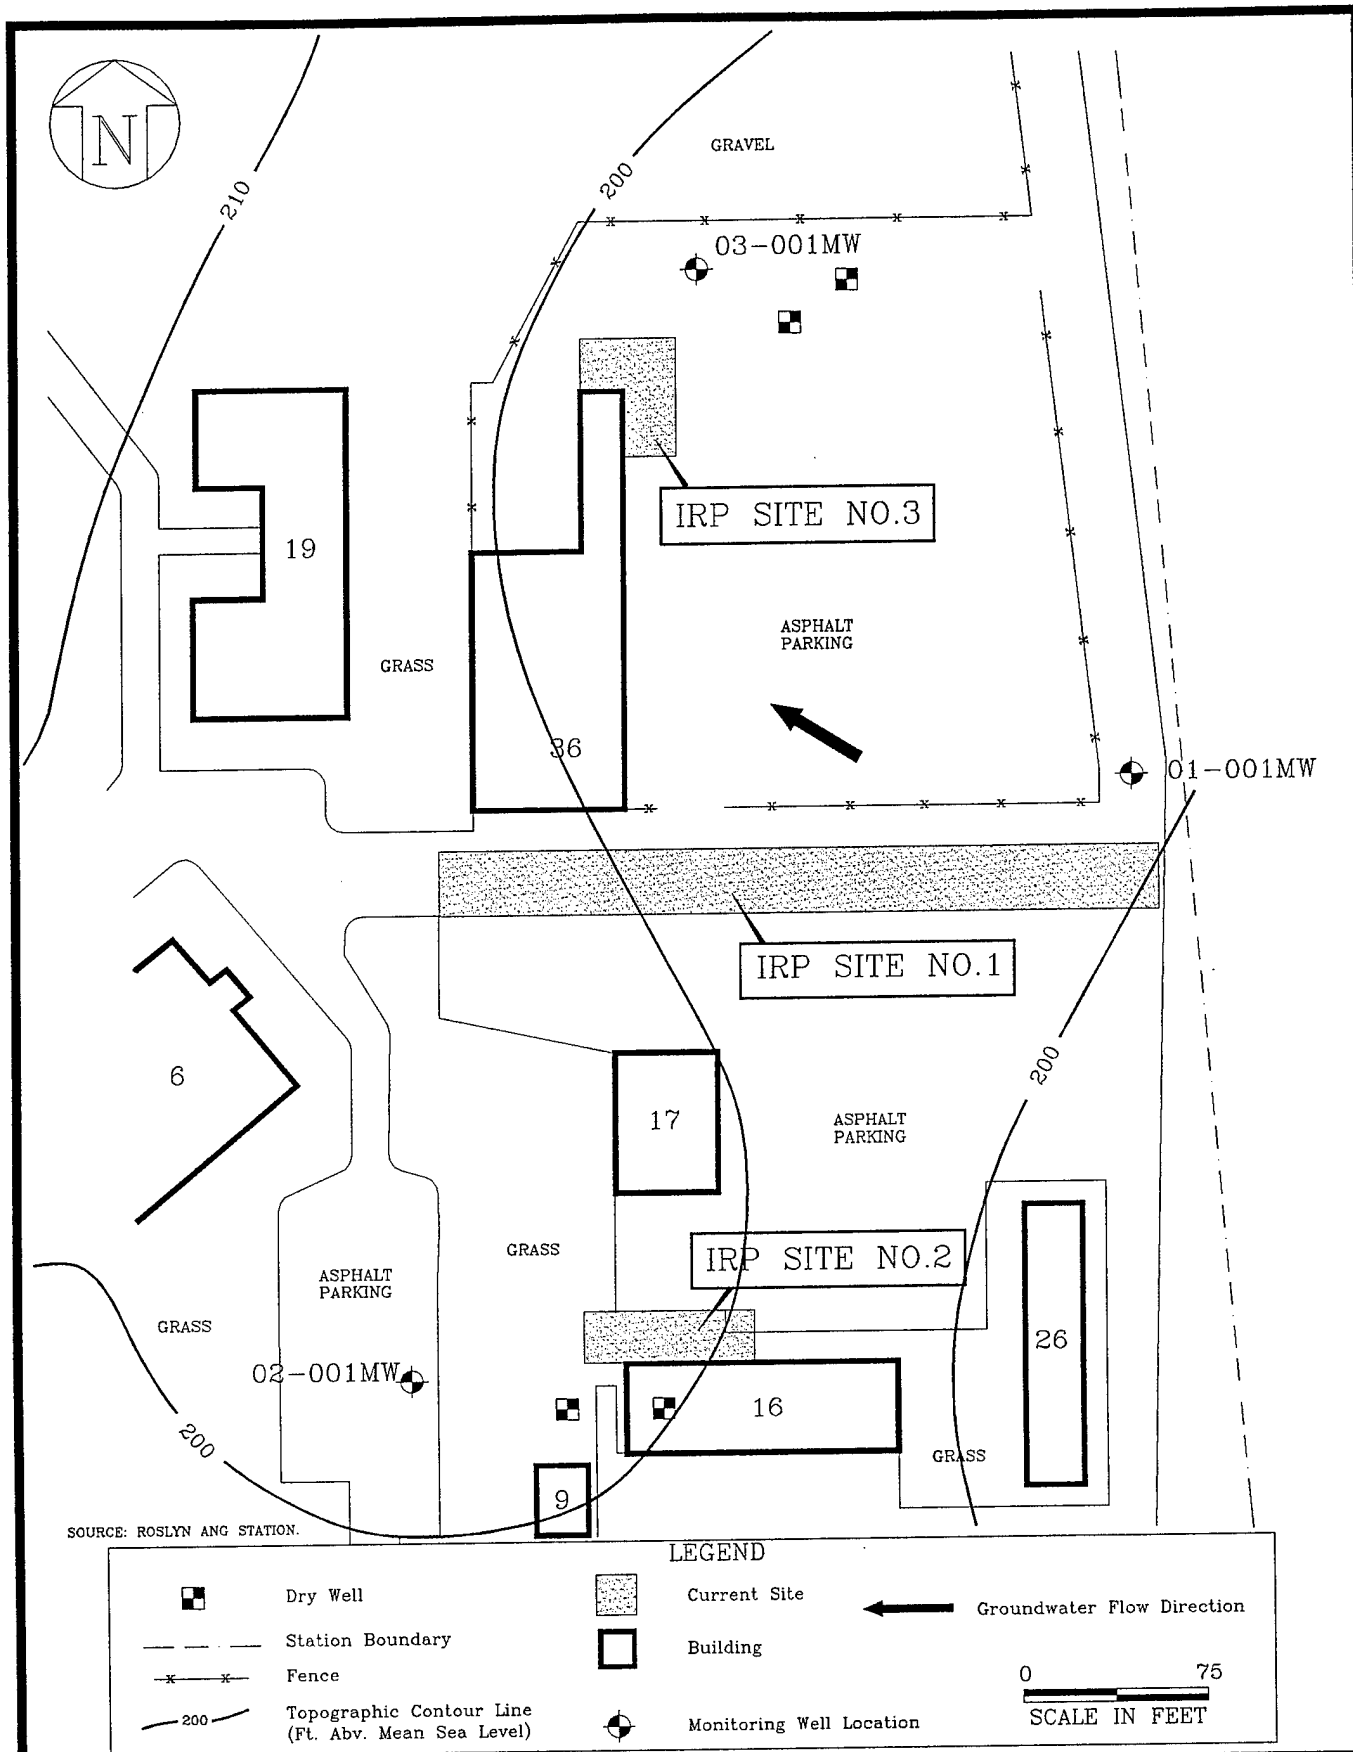 N
210
200
GRAVEL
03-001MW
IRP SITE NO.3
19
ASPHALT
PARKING
GRASS
36
01-001MW
IRP SITE NO.1
200
6
17
ASPHALT
PARKING
GRASS
IRP SITE NO.2
ASPHALT
PARKING
GRASS
26
02-001MW
16
200
GRASS
9
SOURCE: ROSLYN ANG STATION.
LEGEND
Dry Well
Current Site
Groundwater Flow Direction
Station Boundary
Building
Fence
0 75
200
Topographic Contour Line
(Ft. Abv. Mean Sea Level)
Monitoring Well Location
SCALE IN FEET